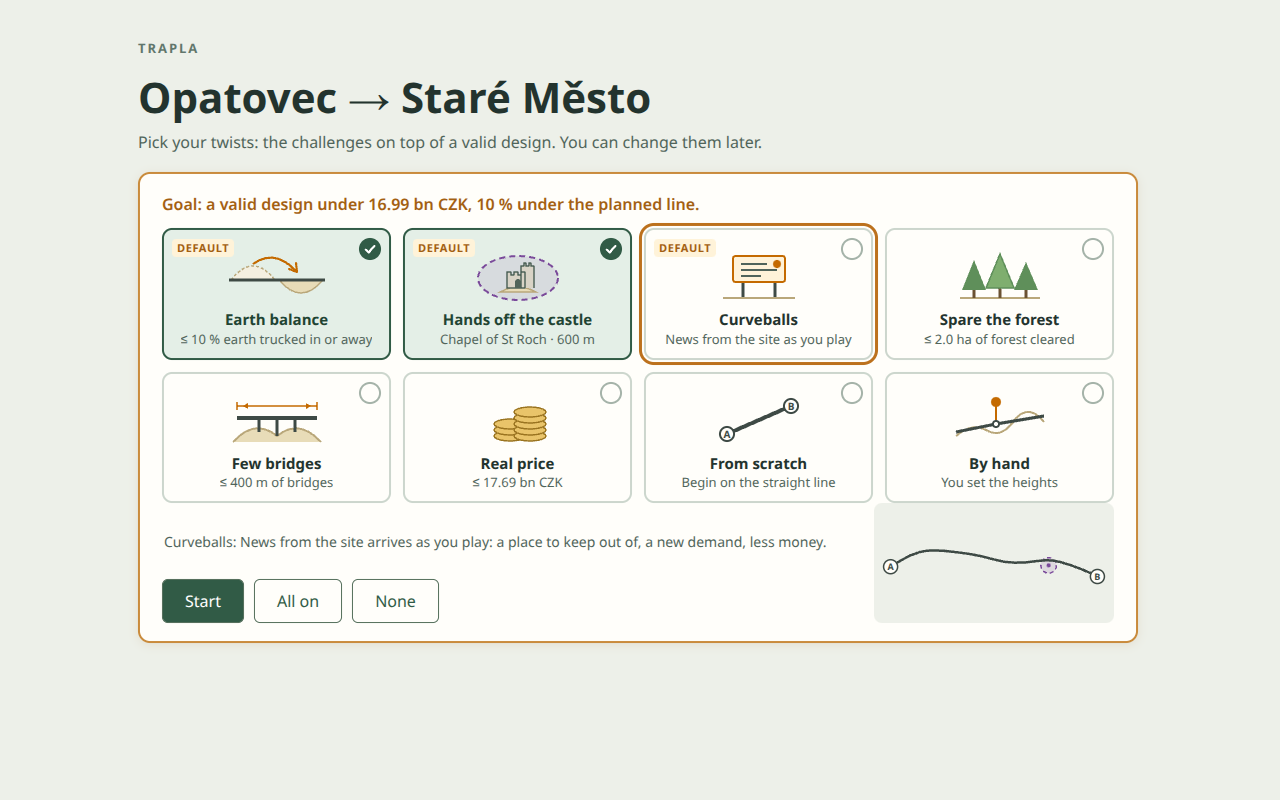 TRAPLA
Opatovec → Staré Město
Pick your twists: the challenges on top of a valid design. You can change them later.
Goal: a valid design under 16.99 bn CZK, 10 % under the planned line.
DEFAULT
Earth balance
≤ 10 % earth trucked in or away
DEFAULT
Hands off the castle
Chapel of St Roch · 600 m
DEFAULT
Curveballs
News from the site as you play
Spare the forest
≤ 2.0 ha of forest cleared
Few bridges
≤ 400 m of bridges
Real price
≤ 17.69 bn CZK
A
B
From scratch
Begin on the straight line
By hand
You set the heights
Curveballs: News from the site arrives as you play: a place to keep out of, a new demand, less money.
A
B
Start
All on
None